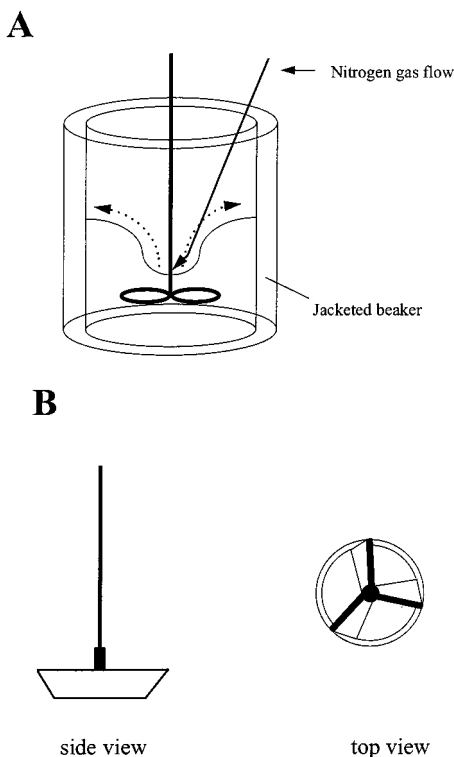 A
Nitrogen gas flow
Jacketed beaker
B
side view
top view